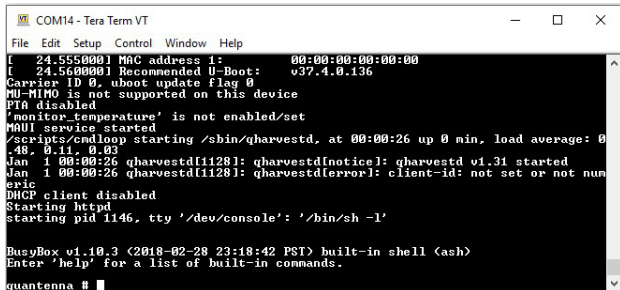 COM14 - Tera Term VT
File Edit Setup Control Window Help
[   24.555000] MAC address 1:         00:00:00:00:00:00
[   24.560000] Recommended U-Boot:    v37.4.0.136
Carrier ID 0, uboot update flag 0
MU-MIMO is not supported on this device
PTA disabled
'monitor_temperature' is not enabled/set
MAUI service started
/scripts/cmdloop starting /sbin/qharvestd, at 00:00:26 up 0 min, load average: 0
.48, 0.11, 0.03
Jan  1 00:00:26 qharvestd[1128]: qharvestd[notice]: qharvestd v1.31 started
Jan  1 00:00:26 qharvestd[1128]: qharvestd[error]: client-id: not set or not num
eric
DHCP client disabled
Starting httpd
starting pid 1146, tty '/dev/console': '/bin/sh -l'
BusyBox v1.10.3 (2018-02-28 23:18:42 PST) built-in shell (ash)
Enter 'help' for a list of built-in commands.
quantenna #